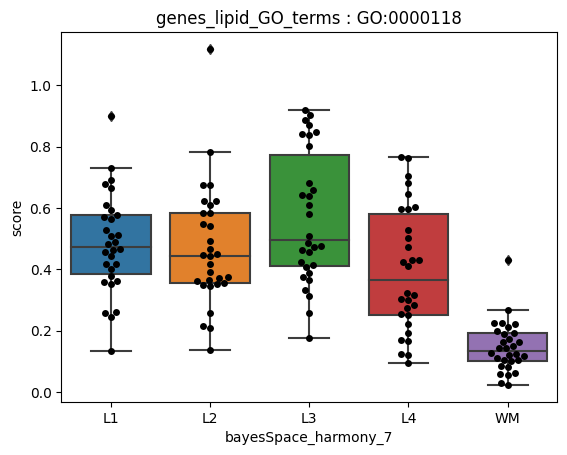 genes_lipid_GO_terms : GO:0000118
score
1.0
0.8
0.6
0.4
0.2
0.0
L1 L2 L3 L4 WM
bayesSpace_harmony_7